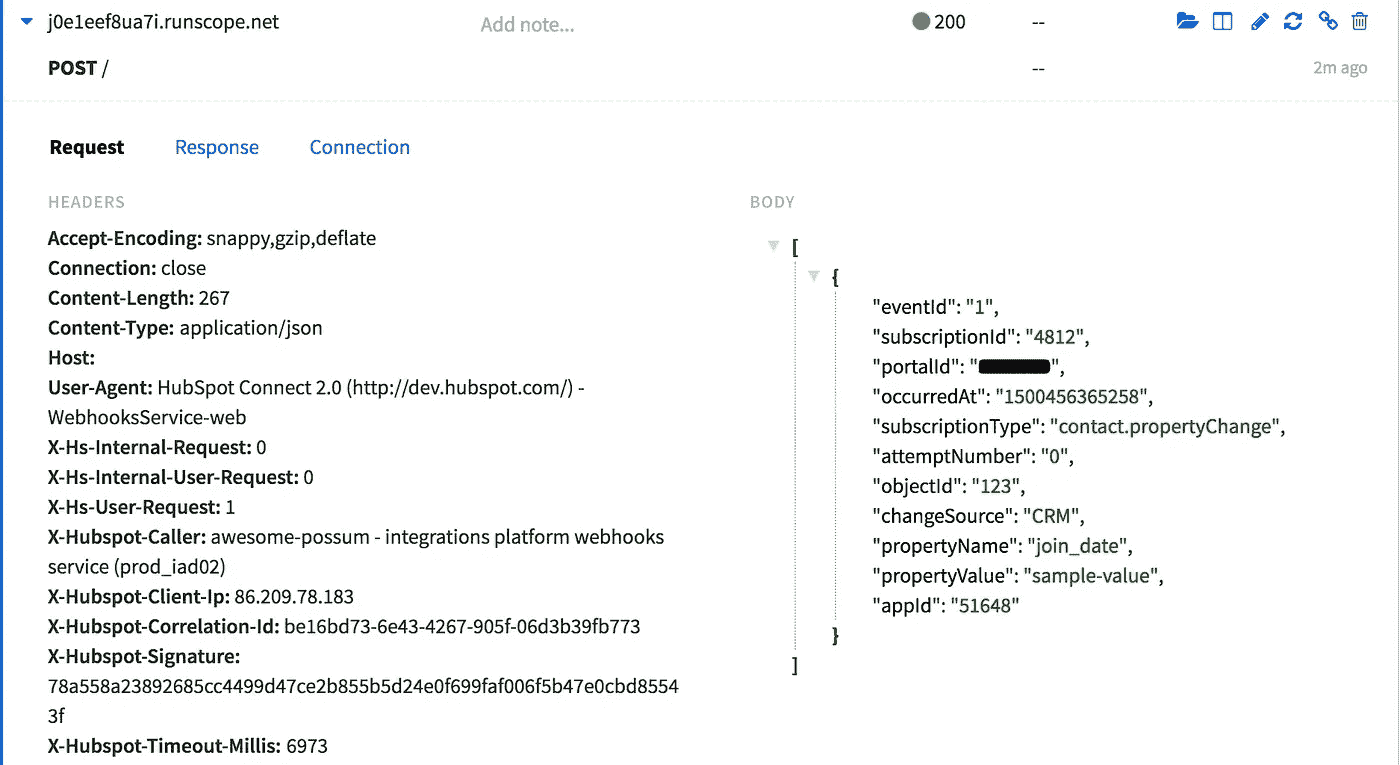 j0e1eef8ua7i.runscope.net Add note... 200 --
POST / -- 2m ago
Request Response Connection
HEADERS
Accept-Encoding: snappy,gzip,deflate
Connection: close
Content-Length: 267
Content-Type: application/json
Host:
User-Agent: HubSpot Connect 2.0 (http://dev.hubspot.com/) -
WebhooksService-web
X-Hs-Internal-Request: 0
X-Hs-Internal-User-Request: 0
X-Hs-User-Request: 1
X-Hubspot-Caller: awesome-possum - integrations platform webhooks
service (prod_iad02)
X-Hubspot-Client-Ip: 86.209.78.183
X-Hubspot-Correlation-Id: be16bd73-6e43-4267-905f-06d3b39fb773
X-Hubspot-Signature:
78a558a23892685cc4499d47ce2b855b5d24e0f699faf006f5b47e0cbd8554
3f
X-Hubspot-Timeout-Millis: 6973
BODY
[
{
"eventId": "1",
"subscriptionId": "4812",
"portalId": "",
"occurredAt": "1500456365258",
"subscriptionType": "contact.propertyChange",
"attemptNumber": "0",
"objectId": "123",
"changeSource": "CRM",
"propertyName": "join_date",
"propertyValue": "sample-value",
"appId": "51648"
}
]